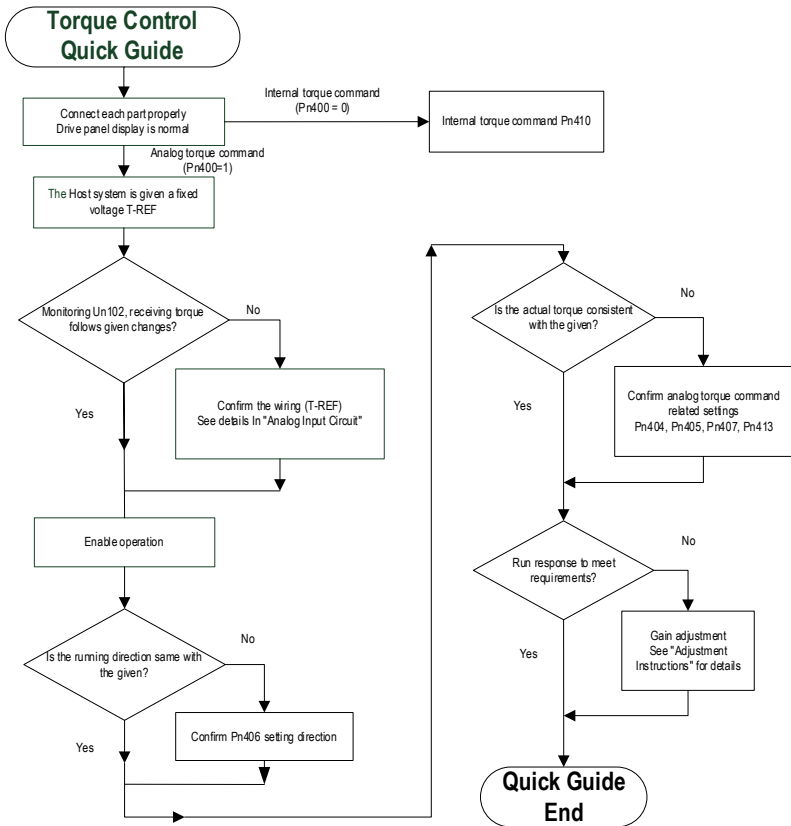 Torque Control
Quick Guide
Connect each part properly
Drive panel display is normal
Internal torque command
(Pn400 = 0)
Internal torque command Pn410
Analog torque command
(Pn400=1)
The Host system is given a fixed
voltage T-REF
Monitoring Un102, receiving torque
follows given changes?
No
Yes
Confirm the wiring (T-REF)
See details In "Analog Input Circuit"
Enable operation
Is the running direction same with
the given?
No
Yes
Confirm Pn406 setting direction
Is the actual torque consistent
with the given?
No
Yes
Confirm analog torque command
related settings
Pn404, Pn405, Pn407, Pn413
Run response to meet
requirements?
No
Yes
Gain adjustment
See "Adjustment
Instructions" for details
Quick Guide
End